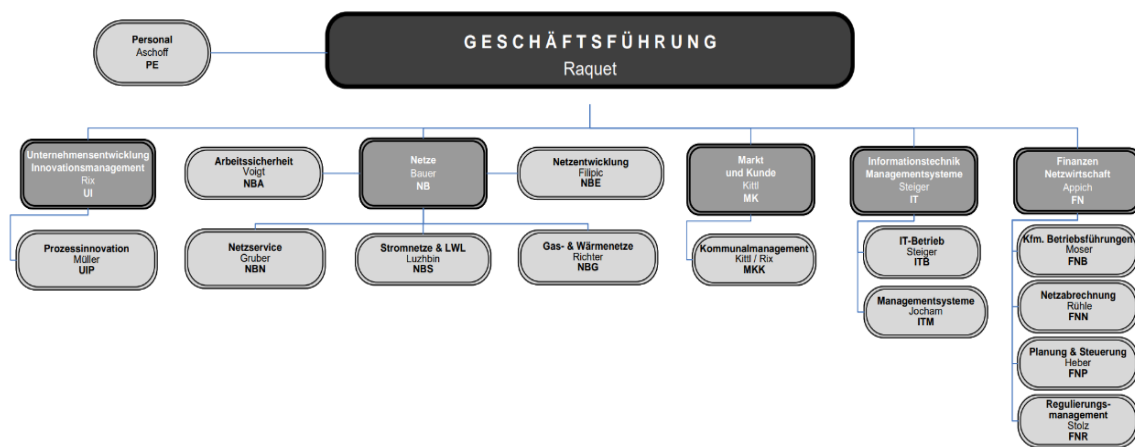 Personal
Aschoff
PE
GESCHÄFTSFÜHRUNG
Raquet
Unternehmensentwicklung
Innovationsmanagement
Rix
UI
Arbeitssicherheit
Voigt
NBA
Netze
Bauer
NB
Netzentwicklung
Filipic
NBE
Markt
und Kunde
Kittl
MK
Informationstechnik
Managementsysteme
Steiger
IT
Finanzen
Netzwirtschaft
Appich
FN
Prozessinnovation
Müller
UIP
Netzservice
Gruber
NBN
Stromnetze & LWL
Luzhbin
NBS
Gas- & Wärmenetze
Richter
NBG
Kommunalmanagement
Kittl / Rix
MKK
IT-Betrieb
Steiger
ITB
Managementsysteme
Jocham
ITM
Kfm. Betriebsführungen
Moser
FNB
Netzabrechnung
Rühle
FNN
Planung & Steuerung
Heber
FNP
Regulierungs-
management
Stolz
FNR